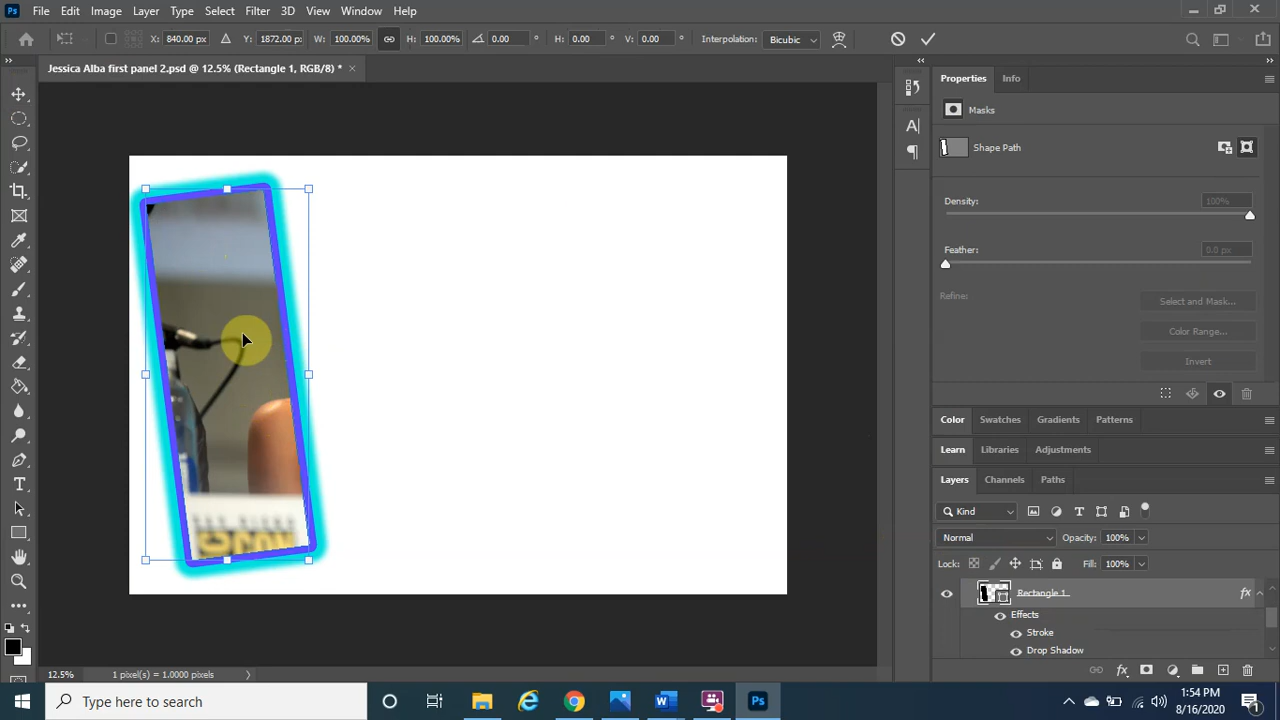 Ps File Edit Image Layer Type Select Filter 3D View Window Help
X: 840.00 px Y: 1872.00 px W: 100.00% H: 100.00% 0.00 ° H: 0.00 ° V: 0.00 ° Interpolation: Bicubic
Jessica Alba first panel 2.psd @ 12.5% (Rectangle 1, RGB/8) * ×
Properties Info
Masks
Shape Path
Density: 100%
Feather: 0.0 px
Refine: Select and Mask...
Color Range...
Invert
Color Swatches Gradients Patterns
Learn Libraries Adjustments
Layers Channels Paths
Kind
Normal Opacity: 100%
Lock: Fill: 100%
Rectangle 1 fx
Effects
Stroke
Drop Shadow
CON
12.5% 1 pixel(s) = 1.0000 pixels
Type here to search
1:54 PM
8/16/2020